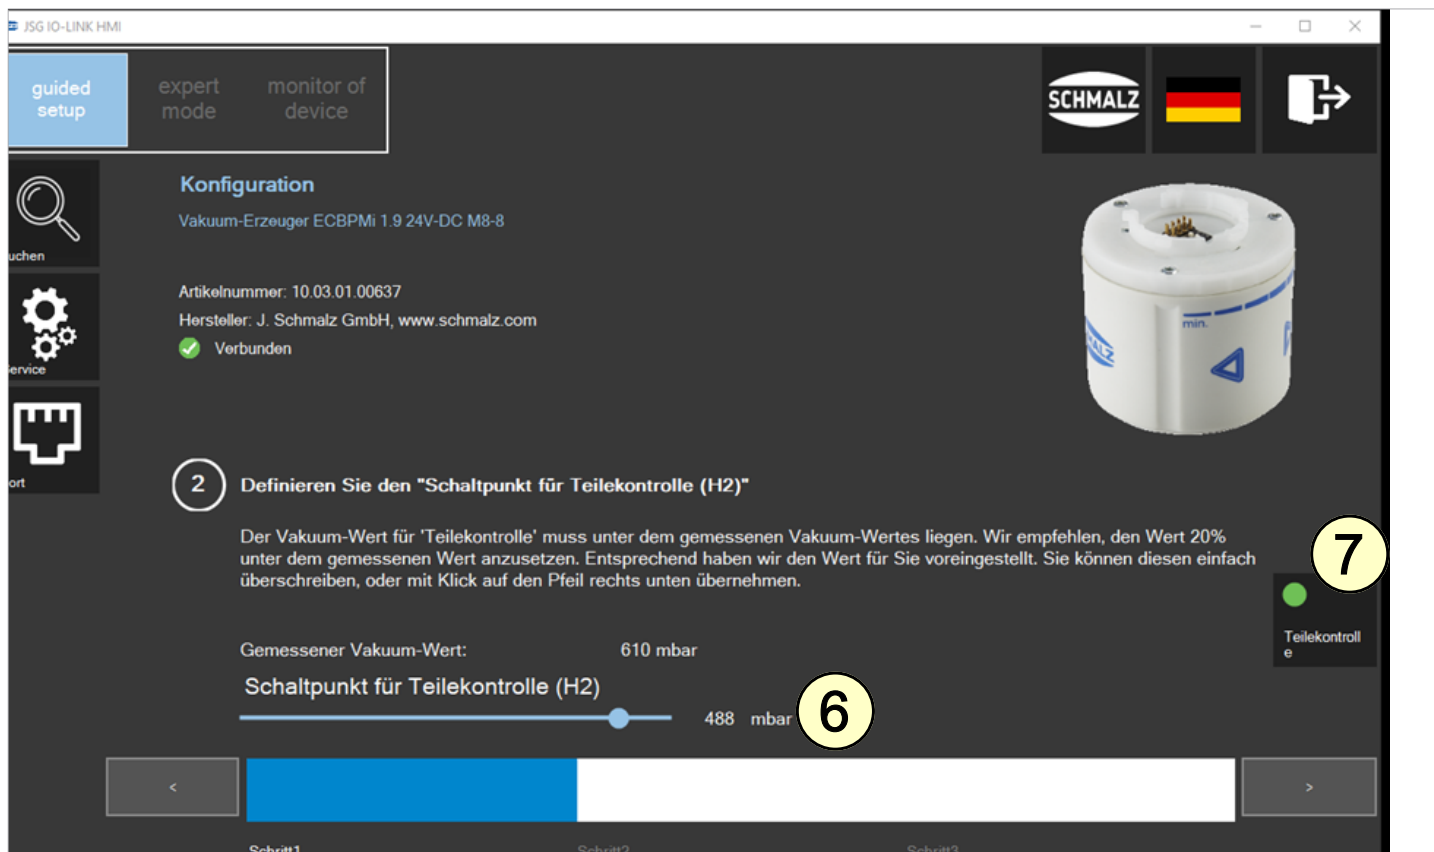 JSG IO-LINK HMI
guided
setup
expert
mode
monitor of
device
SCHMALZ
uchen
ervice
ort
Konfiguration
Vakuum-Erzeuger ECBPMi 1.9 24V-DC M8-8
Artikelnummer: 10.03.01.00637
Hersteller: J. Schmalz GmbH, www.schmalz.com
Verbunden
min.
2
Definieren Sie den "Schaltpunkt für Teilekontrolle (H2)"
Der Vakuum-Wert für 'Teilekontrolle' muss unter dem gemessenen Vakuum-Wertes liegen. Wir empfehlen, den Wert 20%
unter dem gemessenen Wert anzusetzen. Entsprechend haben wir den Wert für Sie voreingestellt. Sie können diesen einfach
überschreiben, oder mit Klick auf den Pfeil rechts unten übernehmen.
7
Teilekontroll
e
Gemessener Vakuum-Wert: 610 mbar
Schaltpunkt für Teilekontrolle (H2)
488 mbar
6
<
>
Schritt1 Schritt2 Schritt3